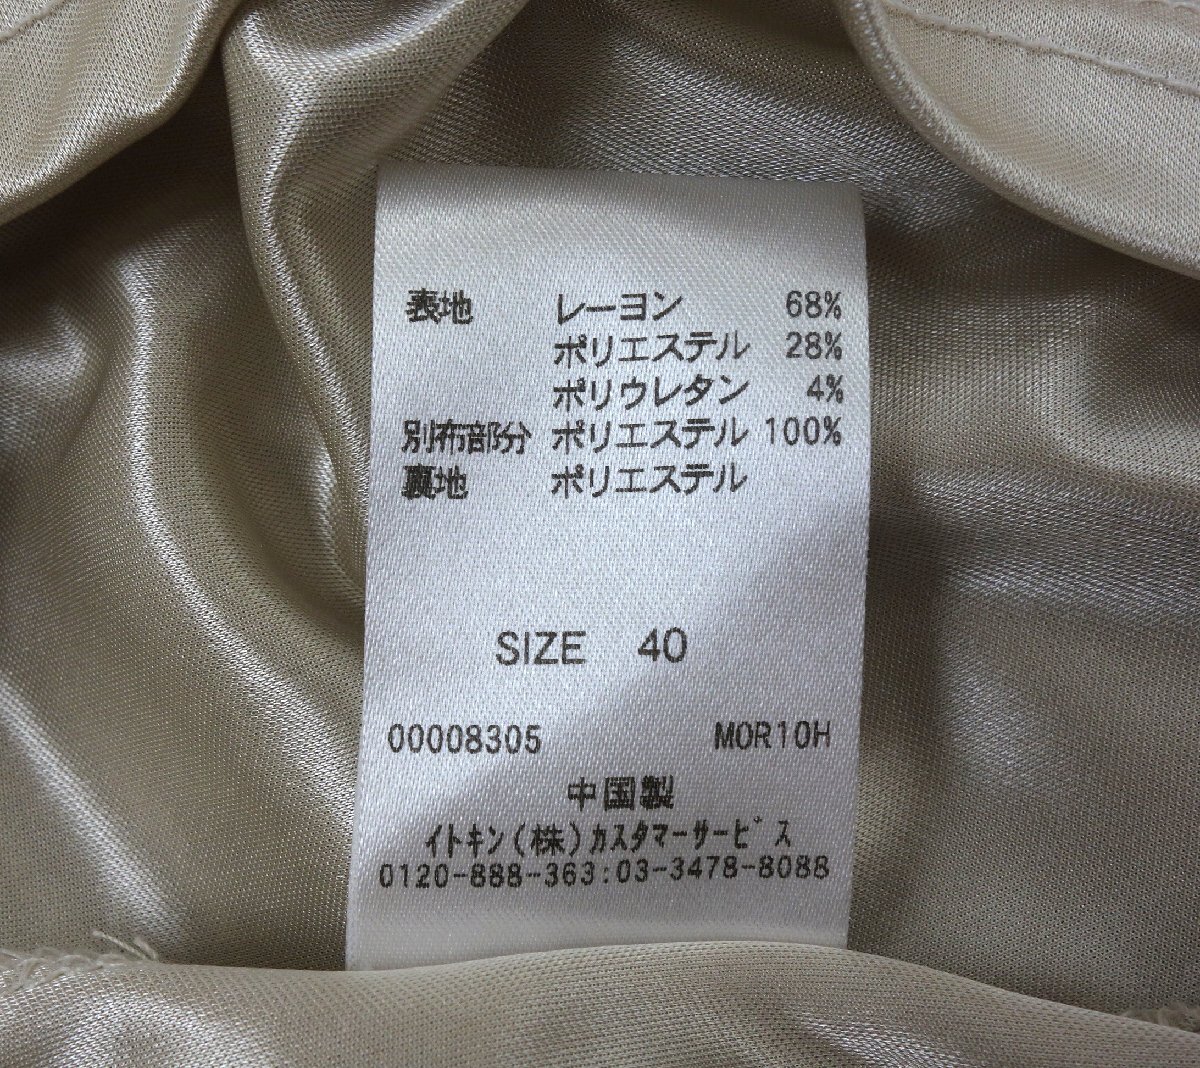 表地 レーヨン 68%
ポリエステル 28%
ポリウレタン 4%
別布部分 ポリエステル 100%
裏地 ポリエステル
SIZE 40
00008305 MOR10H
中国製
イトキン(株)カスタマーサービス
0120-888-363:03-3478-8088